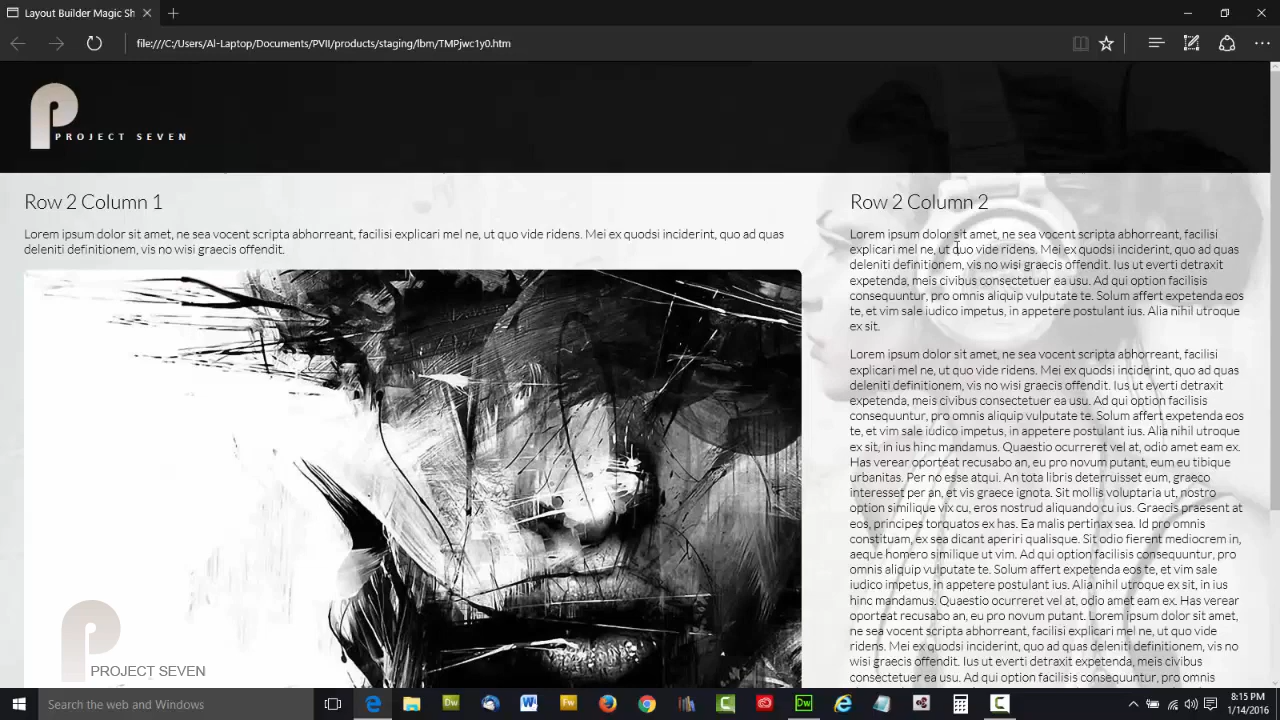 Layout Builder Magic Sh
file:///C:/Users/Al-Laptop/Documents/PVII/products/staging/lbm/TMPjwc1y0.htm
PROJECT SEVEN
Row 2 Column 1
Lorem ipsum dolor sit amet, ne sea vocent scripta abhorreant, facilisi explicari mel ne, ut quo vide ridens. Mei ex quodsi inciderint, quo ad quas
deleniti definitionem, vis no wisi graecis offendit.
PROJECT SEVEN
Row 2 Column 2
Lorem ipsum dolor sit amet, ne sea vocent scripta abhorreant, facilisi
explicari mel ne, ut quo vide ridens. Mei ex quodsi inciderint, quo ad quas
deleniti definitionem, vis no wisi graecis offendit. Ius ut everti detraxit
expetenda, meis civibus consectetuer ea usu. Ad qui option facilisis
consequuntur, pro omnis aliquip vulputate te. Solum affert expetenda eos
te, et vim sale iudico impetus, in appetere postulant ius. Alia nihil utroque
ex sit.
Lorem ipsum dolor sit amet, ne sea vocent scripta abhorreant, facilisi
explicari mel ne, ut quo vide ridens. Mei ex quodsi inciderint, quo ad quas
deleniti definitionem, vis no wisi graecis offendit. Ius ut everti detraxit
expetenda, meis civibus consectetuer ea usu. Ad qui option facilisis
consequuntur, pro omnis aliquip vulputate te. Solum affert expetenda eos
te, et vim sale iudico impetus, in appetere postulant ius. Alia nihil utroque
ex sit, in ius hinc mandamus. Quaestio ocurreret vel at, odio amet eam ex.
Has verear oporteat recusabo an, eu pro novum putant, eum eu tibique
urbanitas. Per no esse atqui. An tota libris deterruisset eum, graeco
interesset per an, et vis graece ignota. Sit mollis voluptaria ut, nostro
option similique vix cu, eros nostrud aliquando cu ius. Graecis praesent at
eos, principes torquatos ex has. Ea malis pertinax sea. Id pro omnis
constituam, ex sea dicant aperiri qualisque. Sit odio fierent mediocrem in,
aeque homero similique ut vim. Ad qui option facilisis consequuntur, pro
omnis aliquip vulputate te. Solum affert expetenda eos te, et vim sale
iudico impetus, in appetere postulant ius. Alia nihil utroque ex sit, in ius
hinc mandamus. Quaestio ocurreret vel at, odio amet eam ex. Has verear
oporteat recusabo an, eu pro novum putant. Lorem ipsum dolor sit amet,
ne sea vocent scripta abhorreant, facilisi explicari mel ne, ut quo vide
ridens. Mei ex quodsi inciderint, quo ad quas deleniti definitionem, vis no
wisi graecis offendit. Ius ut everti detraxit expetenda, meis civibus
consectetuer ea usu. Ad qui option facilisis consequuntur, pro omnis
Search the web and Windows
8:15 PM
1/14/2016